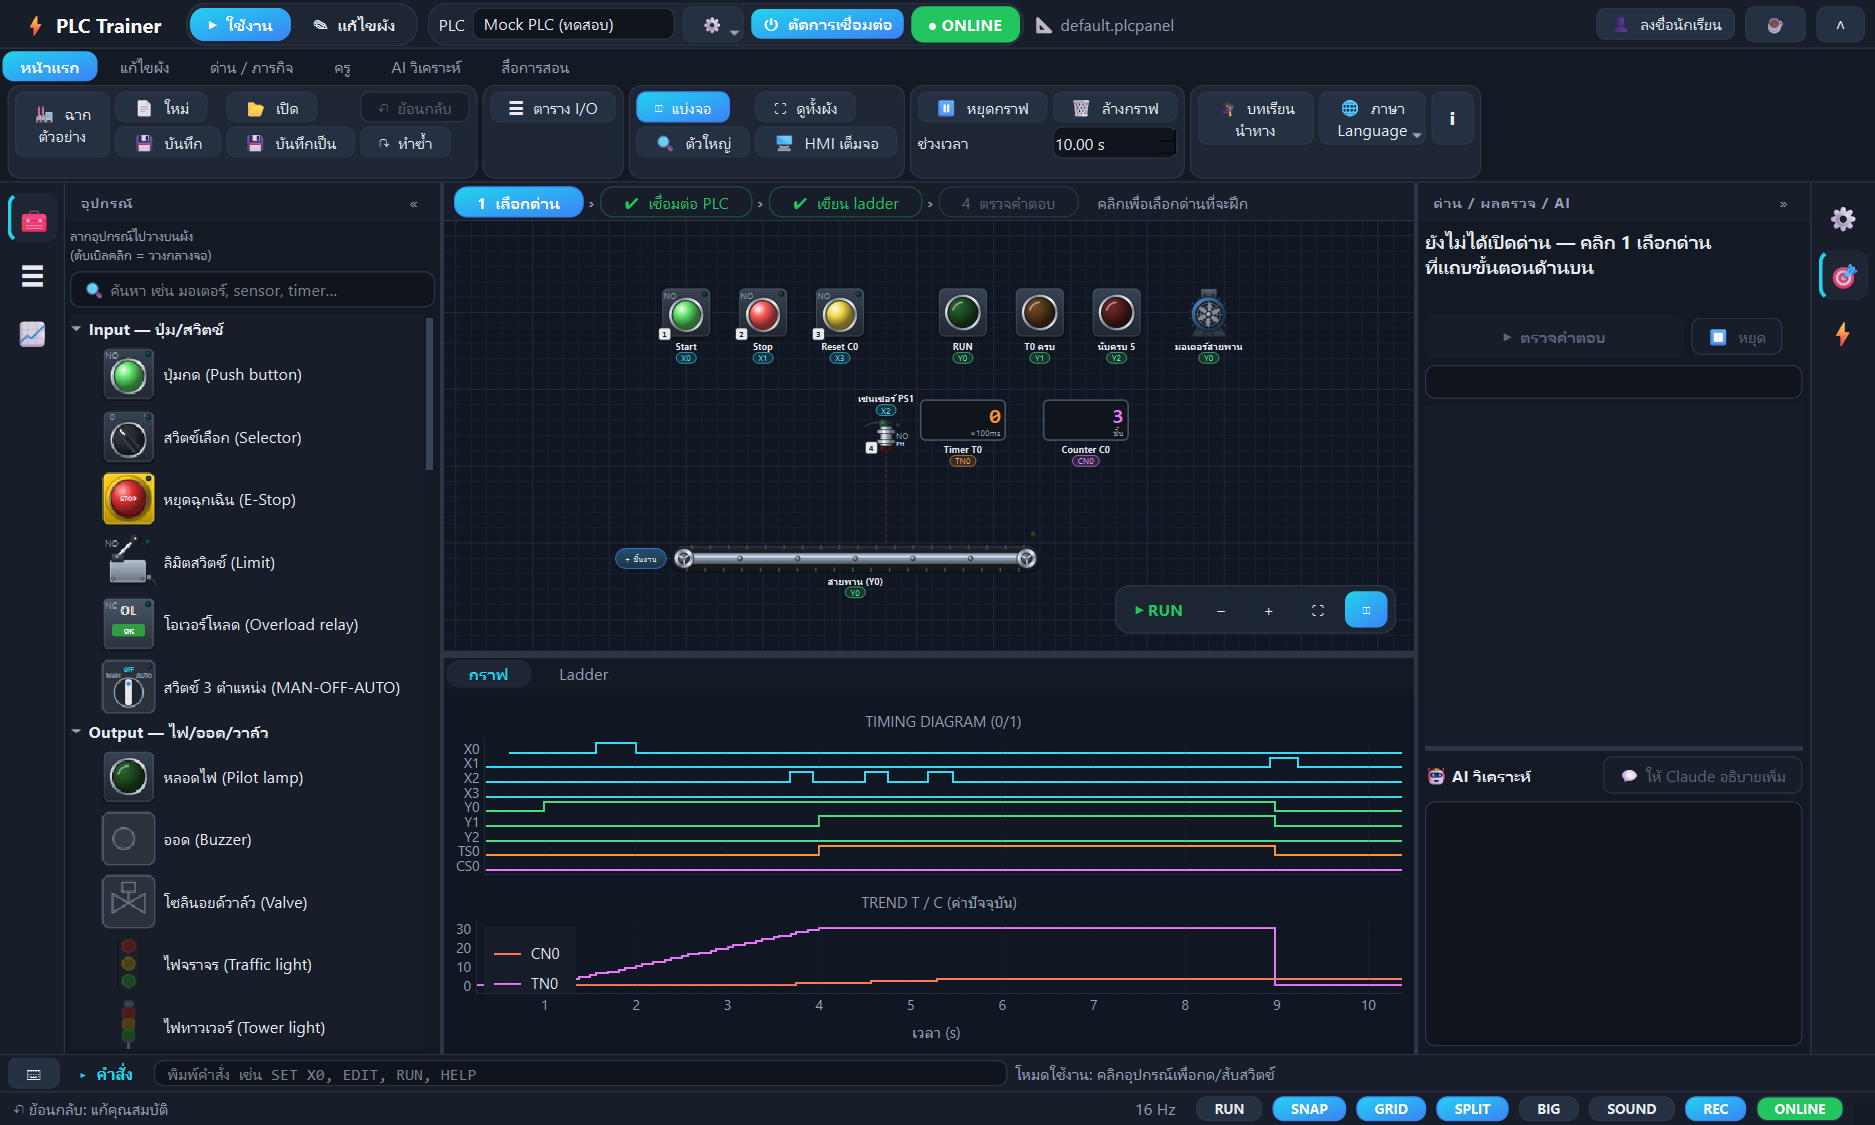 PLC Trainer
ใช้งาน
แก้ไขผัง
PLC
Mock PLC (ทดสอบ)
ตัดการเชื่อมต่อ
● ONLINE
default.plcpanel
ลงชื่อนักเรียน
หน้าแรก
แก้ไขผัง
ด่าน / ภารกิจ
ครู
AI วิเคราะห์
สื่อการสอน
ฉาก
ตัวอย่าง
ใหม่
เปิด
ย้อนกลับ
บันทึก
บันทึกเป็น
ทำซ้ำ
ตาราง I/O
แบ่งจอ
ดูทั้งผัง
ตัวใหญ่
HMI เต็มจอ
หยุดกราฟ
ล้างกราฟ
ช่วงเวลา
10.00 s
บทเรียน
นำทาง
ภาษา
Language
i
อุปกรณ์
«
ลากอุปกรณ์ไปวางบนผัง
(ดับเบิลคลิก = วางกลางจอ)
ค้นหา เช่น มอเตอร์, sensor, timer...
Input — ปุ่ม/สวิตช์
NO
ปุ่มกด (Push button)
สวิตช์เลือก (Selector)
STOP
หยุดฉุกเฉิน (E-Stop)
NO
ลิมิตสวิตช์ (Limit)
NC
OL
โอเวอร์โหลด (Overload relay)
OFF
MAN
AUTO
สวิตช์ 3 ตำแหน่ง (MAN-OFF-AUTO)
Output — ไฟ/ออด/วาล์ว
หลอดไฟ (Pilot lamp)
ออด (Buzzer)
โซลินอยด์วาล์ว (Valve)
ไฟจราจร (Traffic light)
ไฟทาวเวอร์ (Tower light)
1 เลือกด่าน
›
✔ เชื่อมต่อ PLC
›
✔ เขียน ladder
›
4 ตรวจคำตอบ
คลิกเพื่อเลือกด่านที่จะฝึก
NO
1
Start
X0
2
Stop
X1
NO
3
Reset C0
X3
RUN
Y0
T0 ครบ
Y1
นับครบ 5
Y2
มอเตอร์สายพาน
Y0
เซ็นเซอร์ PS1
X2
NO
PH
4
0
×100ms
Timer T0
TN0
3
ชิ้น
Counter C0
CN0
+ ชิ้นงาน
สายพาน (Y0)
Y0
RUN
−
+
กราฟ
Ladder
TIMING DIAGRAM (0/1)
X0
X1
X2
X3
Y0
Y1
Y2
TS0
CS0
TREND T / C (ค่าปัจจุบัน)
30
20
10
0
CN0
TN0
1 2 3 4 5 6 7 8 9 10
เวลา (s)
ด่าน / ผลตรวจ / AI
»
ยังไม่ได้เปิดด่าน — คลิก 1 เลือกด่าน
ที่แถบขั้นตอนด้านบน
ตรวจคำตอบ
หยุด
AI วิเคราะห์
ให้ Claude อธิบายเพิ่ม
คำสั่ง
พิมพ์คำสั่ง เช่น SET X0, EDIT, RUN, HELP
โหมดใช้งาน: คลิกอุปกรณ์เพื่อกด/สับสวิตช์
ย้อนกลับ: แก้คุณสมบัติ
16 Hz
RUN
SNAP
GRID
SPLIT
BIG
SOUND
REC
ONLINE